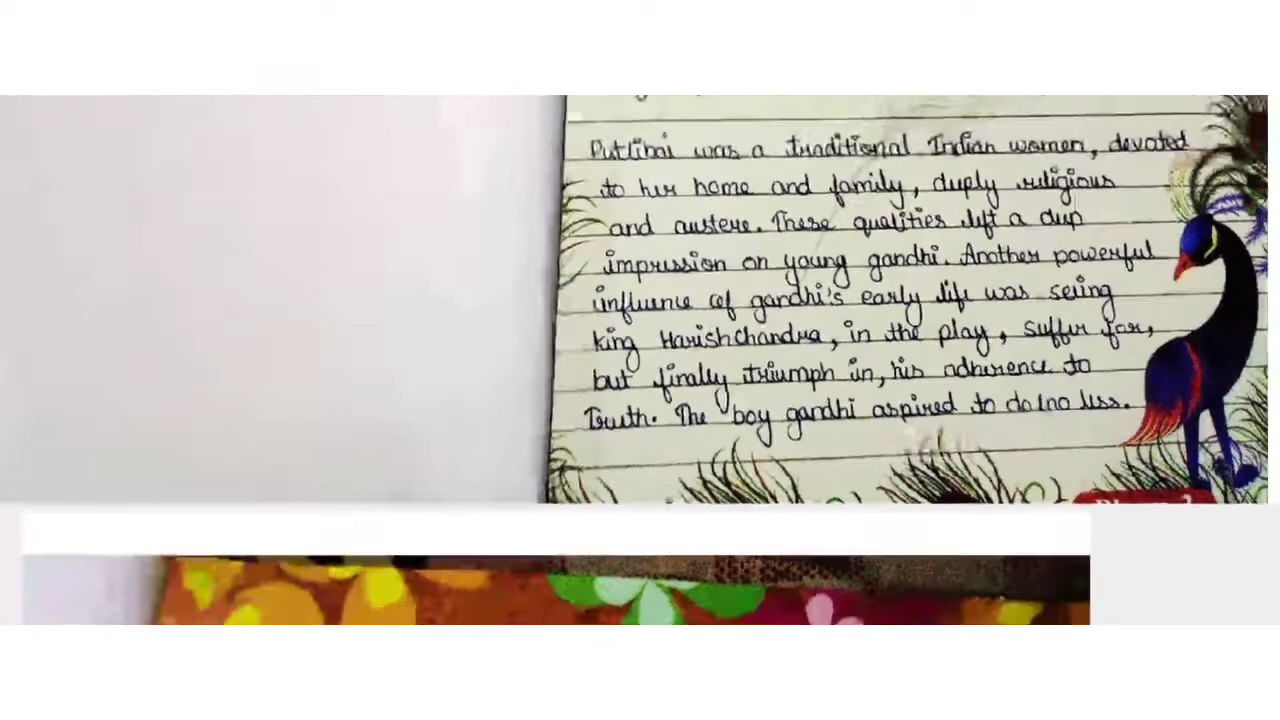 Putlibai was a traditional Indian women, devoted
to her home and family, deeply religious
and austere. These qualities left a deep
impression on young gandhi. Another powerful
influence of gandhi's early life was seeing
king Harishchandra, in the play, suffer for,
but finally triumph in, his adherence to
Truth. The boy gandhi aspired to do no less.